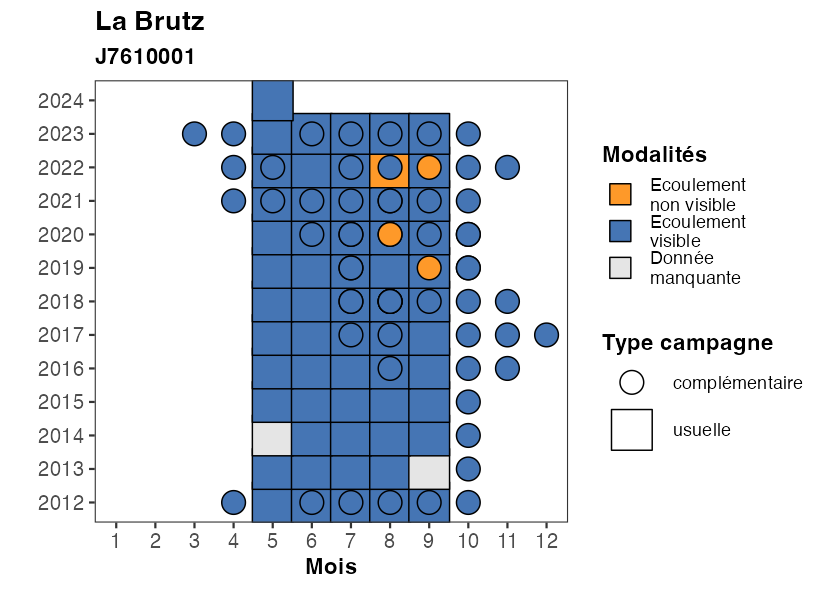 La Brutz
J7610001
2024
2023
2022
2021
2020
2019
2018
2017
2016
2015
2014
2013
2012
1 2 3 4 5 6 7 8 9 10 11 12
Mois
Modalités
Ecoulement
non visible
Ecoulement
visible
Donnée
manquante
Type campagne
complémentaire
usuelle